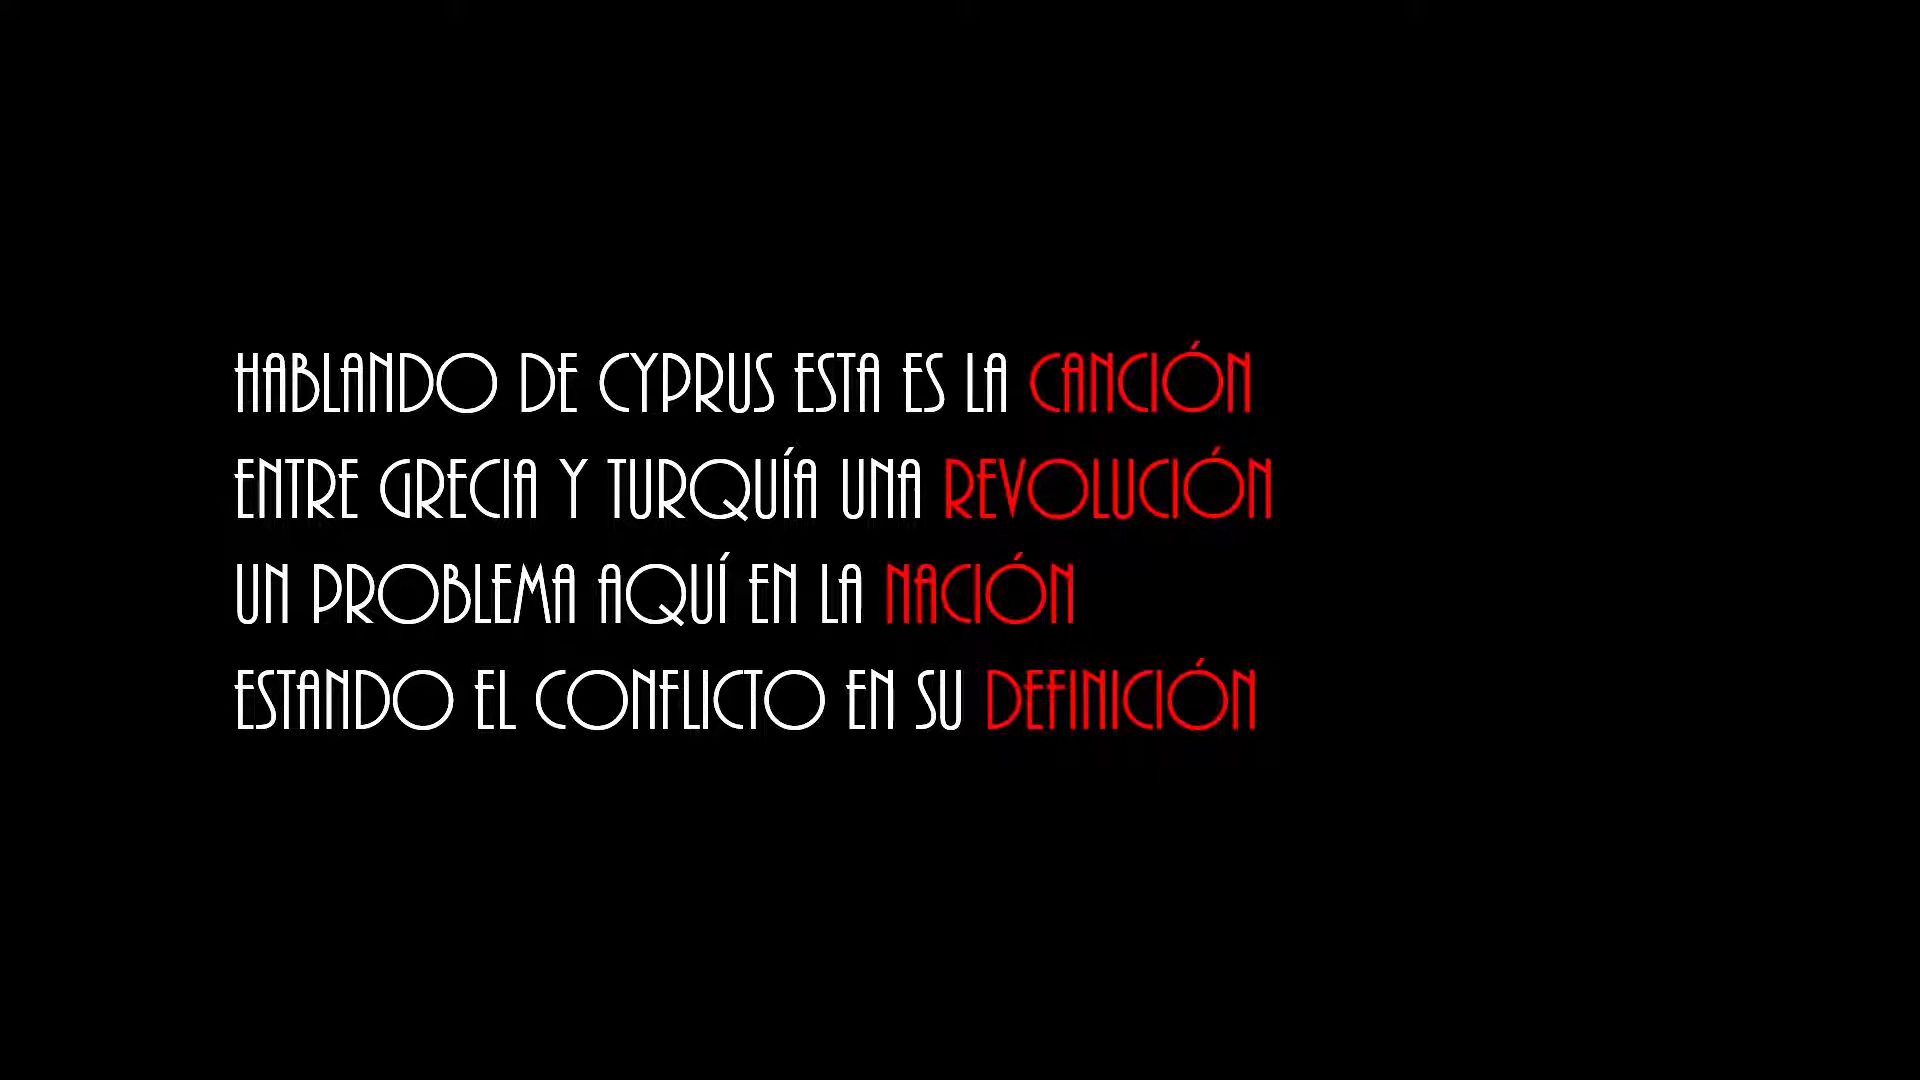 HABLANDO DE CYPRUS ESTA ES LA CANCIÓN
ENTRE GRECIA Y TURQUÍA UNA REVOLUCIÓN
UN PROBLEMA AQUÍ EN LA NACIÓN
ESTANDO EL CONFLICTO EN SU DEFINICIÓN